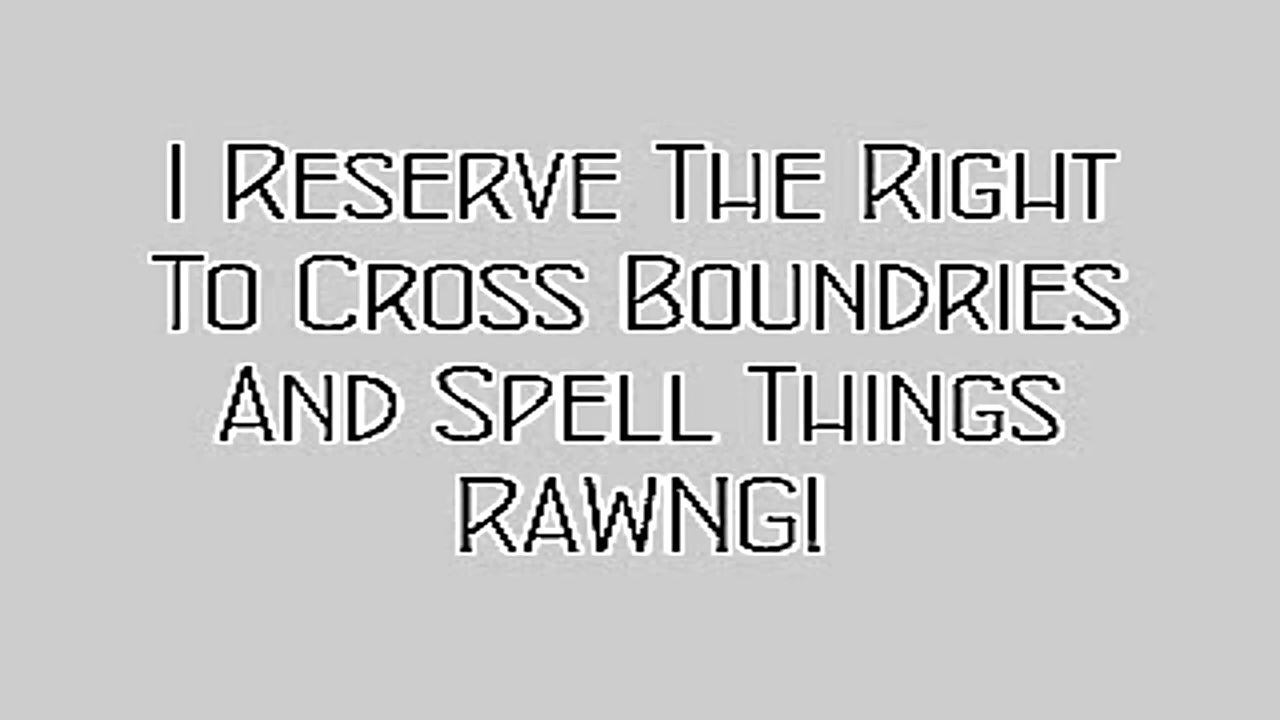 I Reserve The Right
To Cross Boundries
And Spell Things
RAWNG!